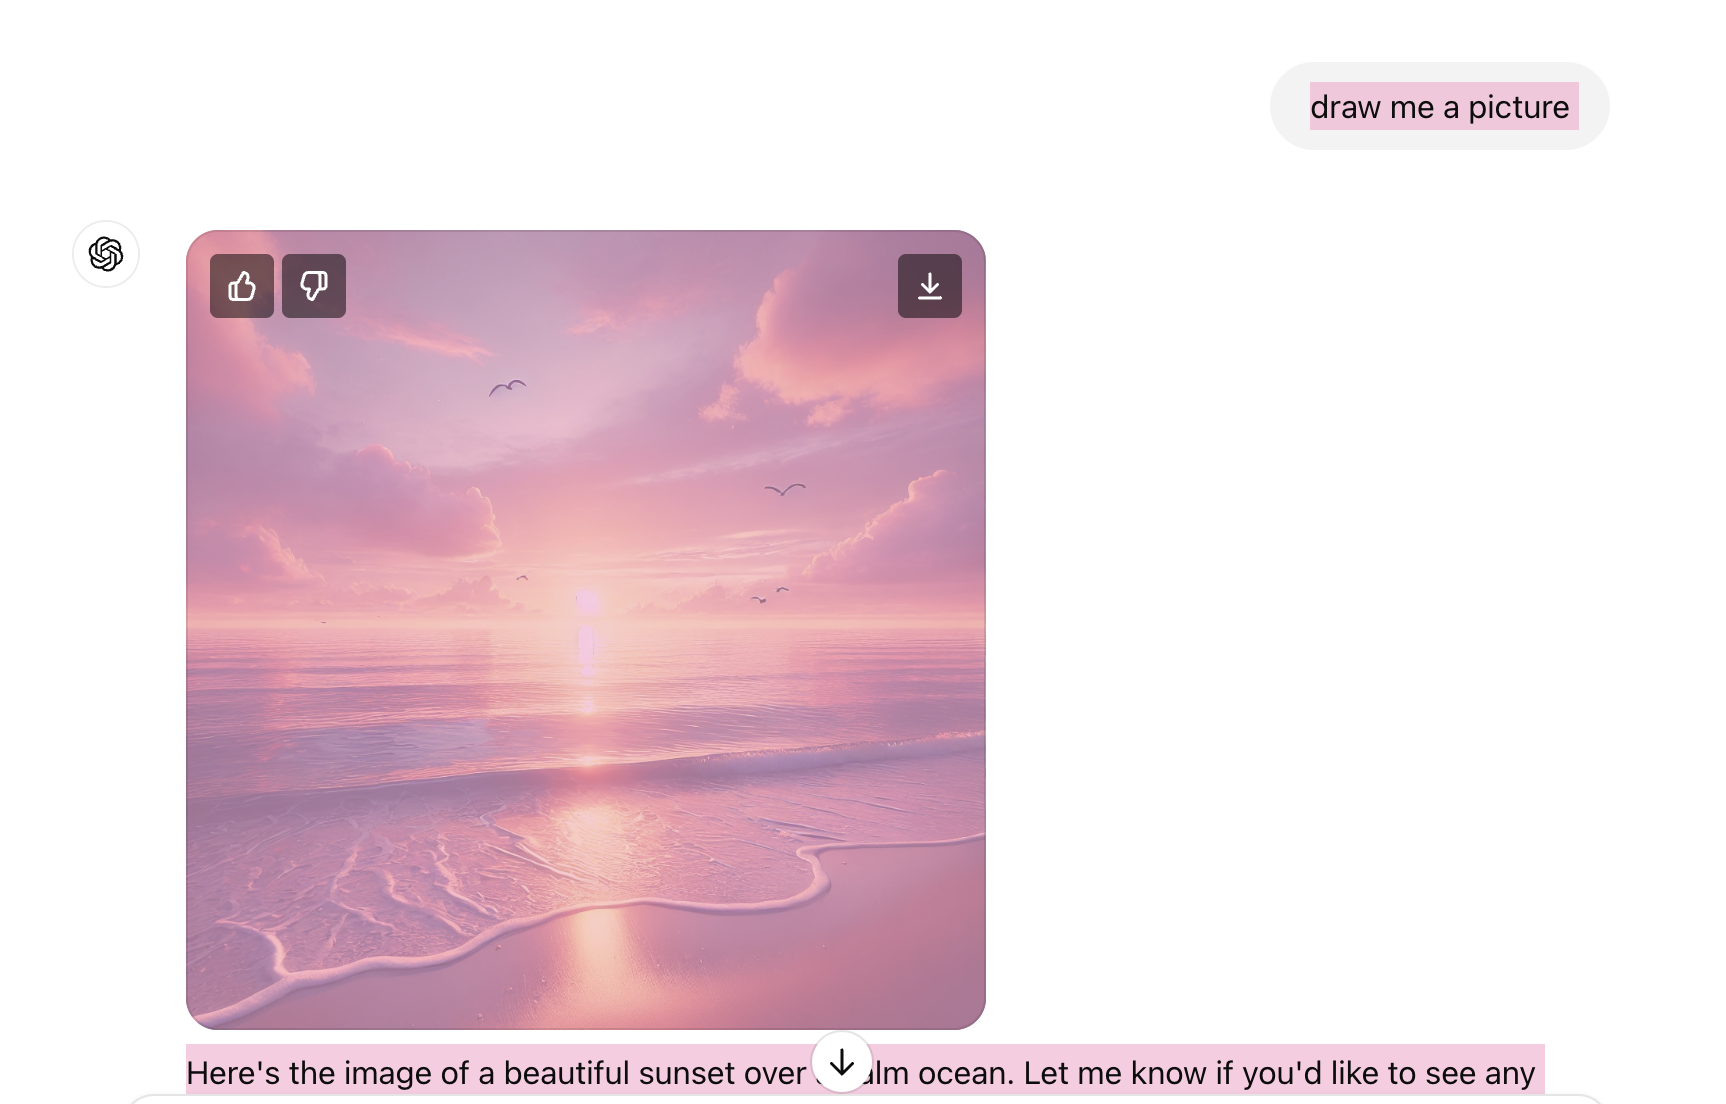 draw me a picture
Here's the image of a beautiful sunset over calm ocean. Let me know if you'd like to see any